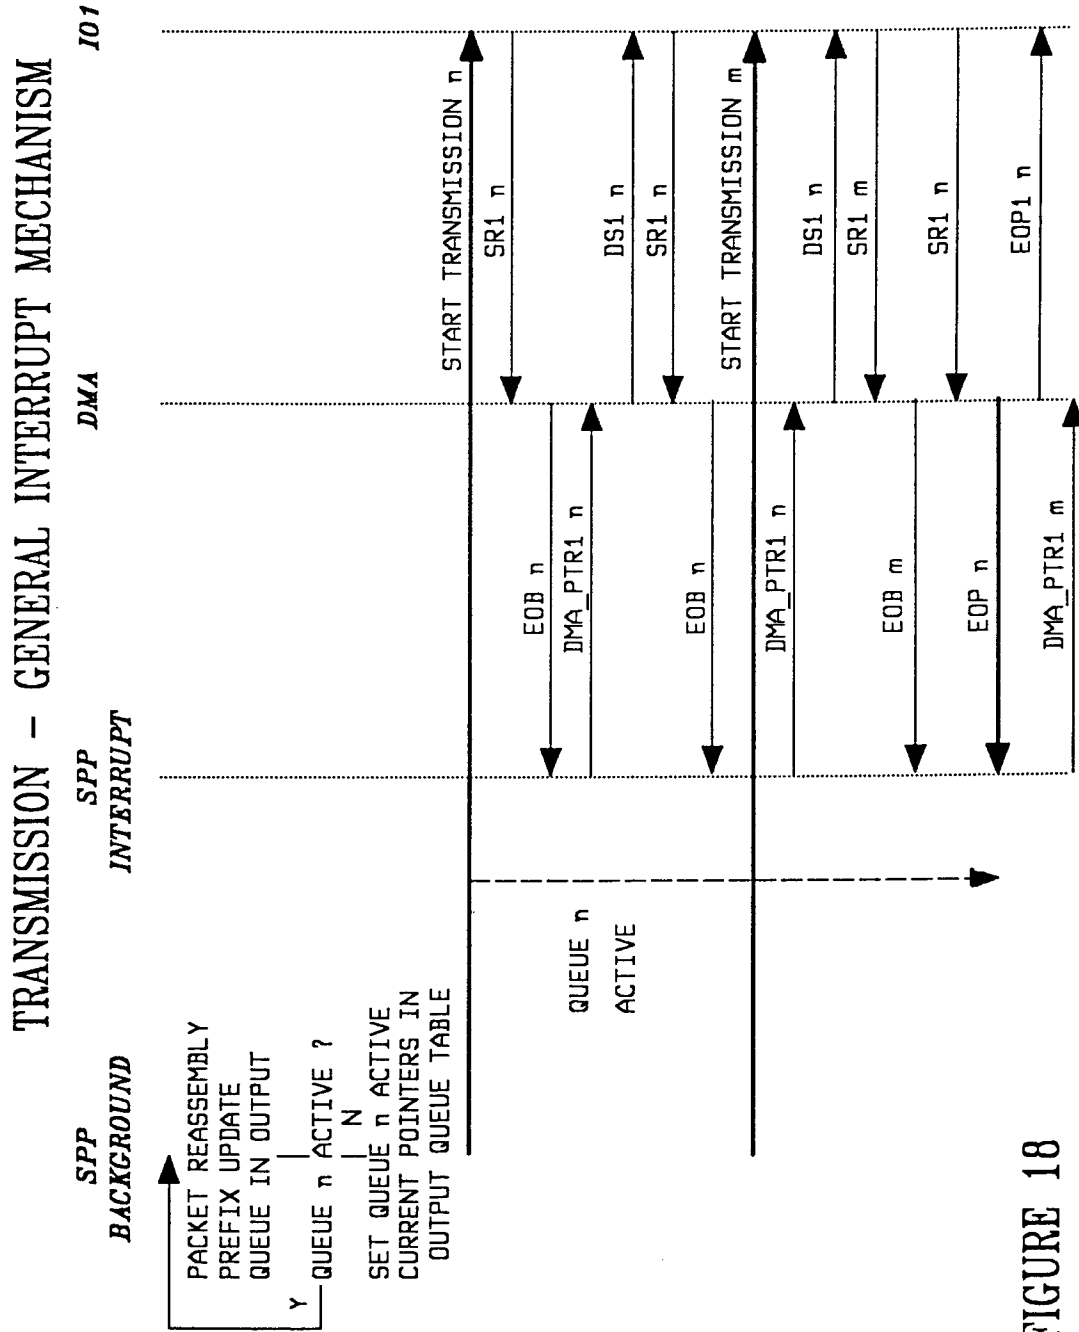 TRANSMISSION - GENERAL INTERRUPT MECHANISM
SPP
BACKGROUND
SPP
INTERRUPT
DMA
IO1
PACKET REASSEMBLY
PREFIX UPDATE
QUEUE IN OUTPUT
QUEUE n ACTIVE ?
Y
N
SET QUEUE n ACTIVE
CURRENT POINTERS IN
OUTPUT QUEUE TABLE
START TRANSMISSION n
SR1 n
EOB n
DMA_PTR1 n
QUEUE n
ACTIVE
DS1 n
SR1 n
EOB n
START TRANSMISSION m
DMA_PTR1 n
DS1 n
SR1 m
EOB m
SR1 n
EOP n
EOP1 n
DMA_PTR1 m
FIGURE 18